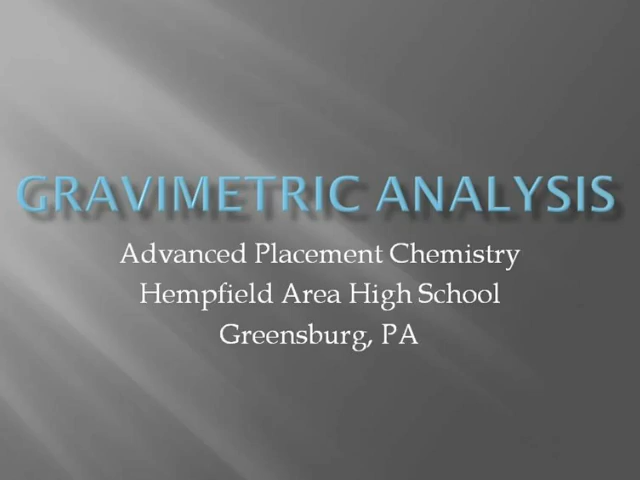 GRAVIMETRIC ANALYSIS
Advanced Placement Chemistry
Hempfield Area High School
Greensburg, PA